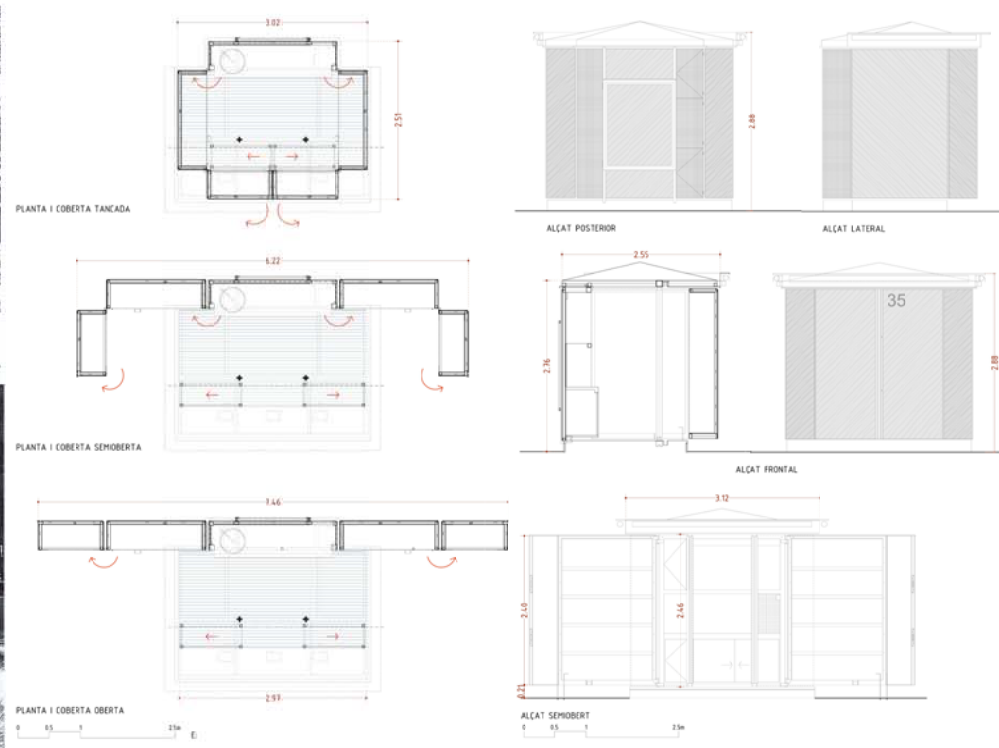 3.02
2.51
PLANTA I COBERTA TANCADA
6.22
PLANTA I COBERTA SEMIOBERTA
7.46
2.97
PLANTA I COBERTA OBERTA
0 0.5 1 2.5m
E:
2.88
ALÇAT POSTERIOR
ALÇAT LATERAL
2.55
2.76
35
2.88
ALÇAT FRONTAL
3.12
2.40
2.46
0.21
ALÇAT SEMIOBERT
0 0.5 1 2.5m